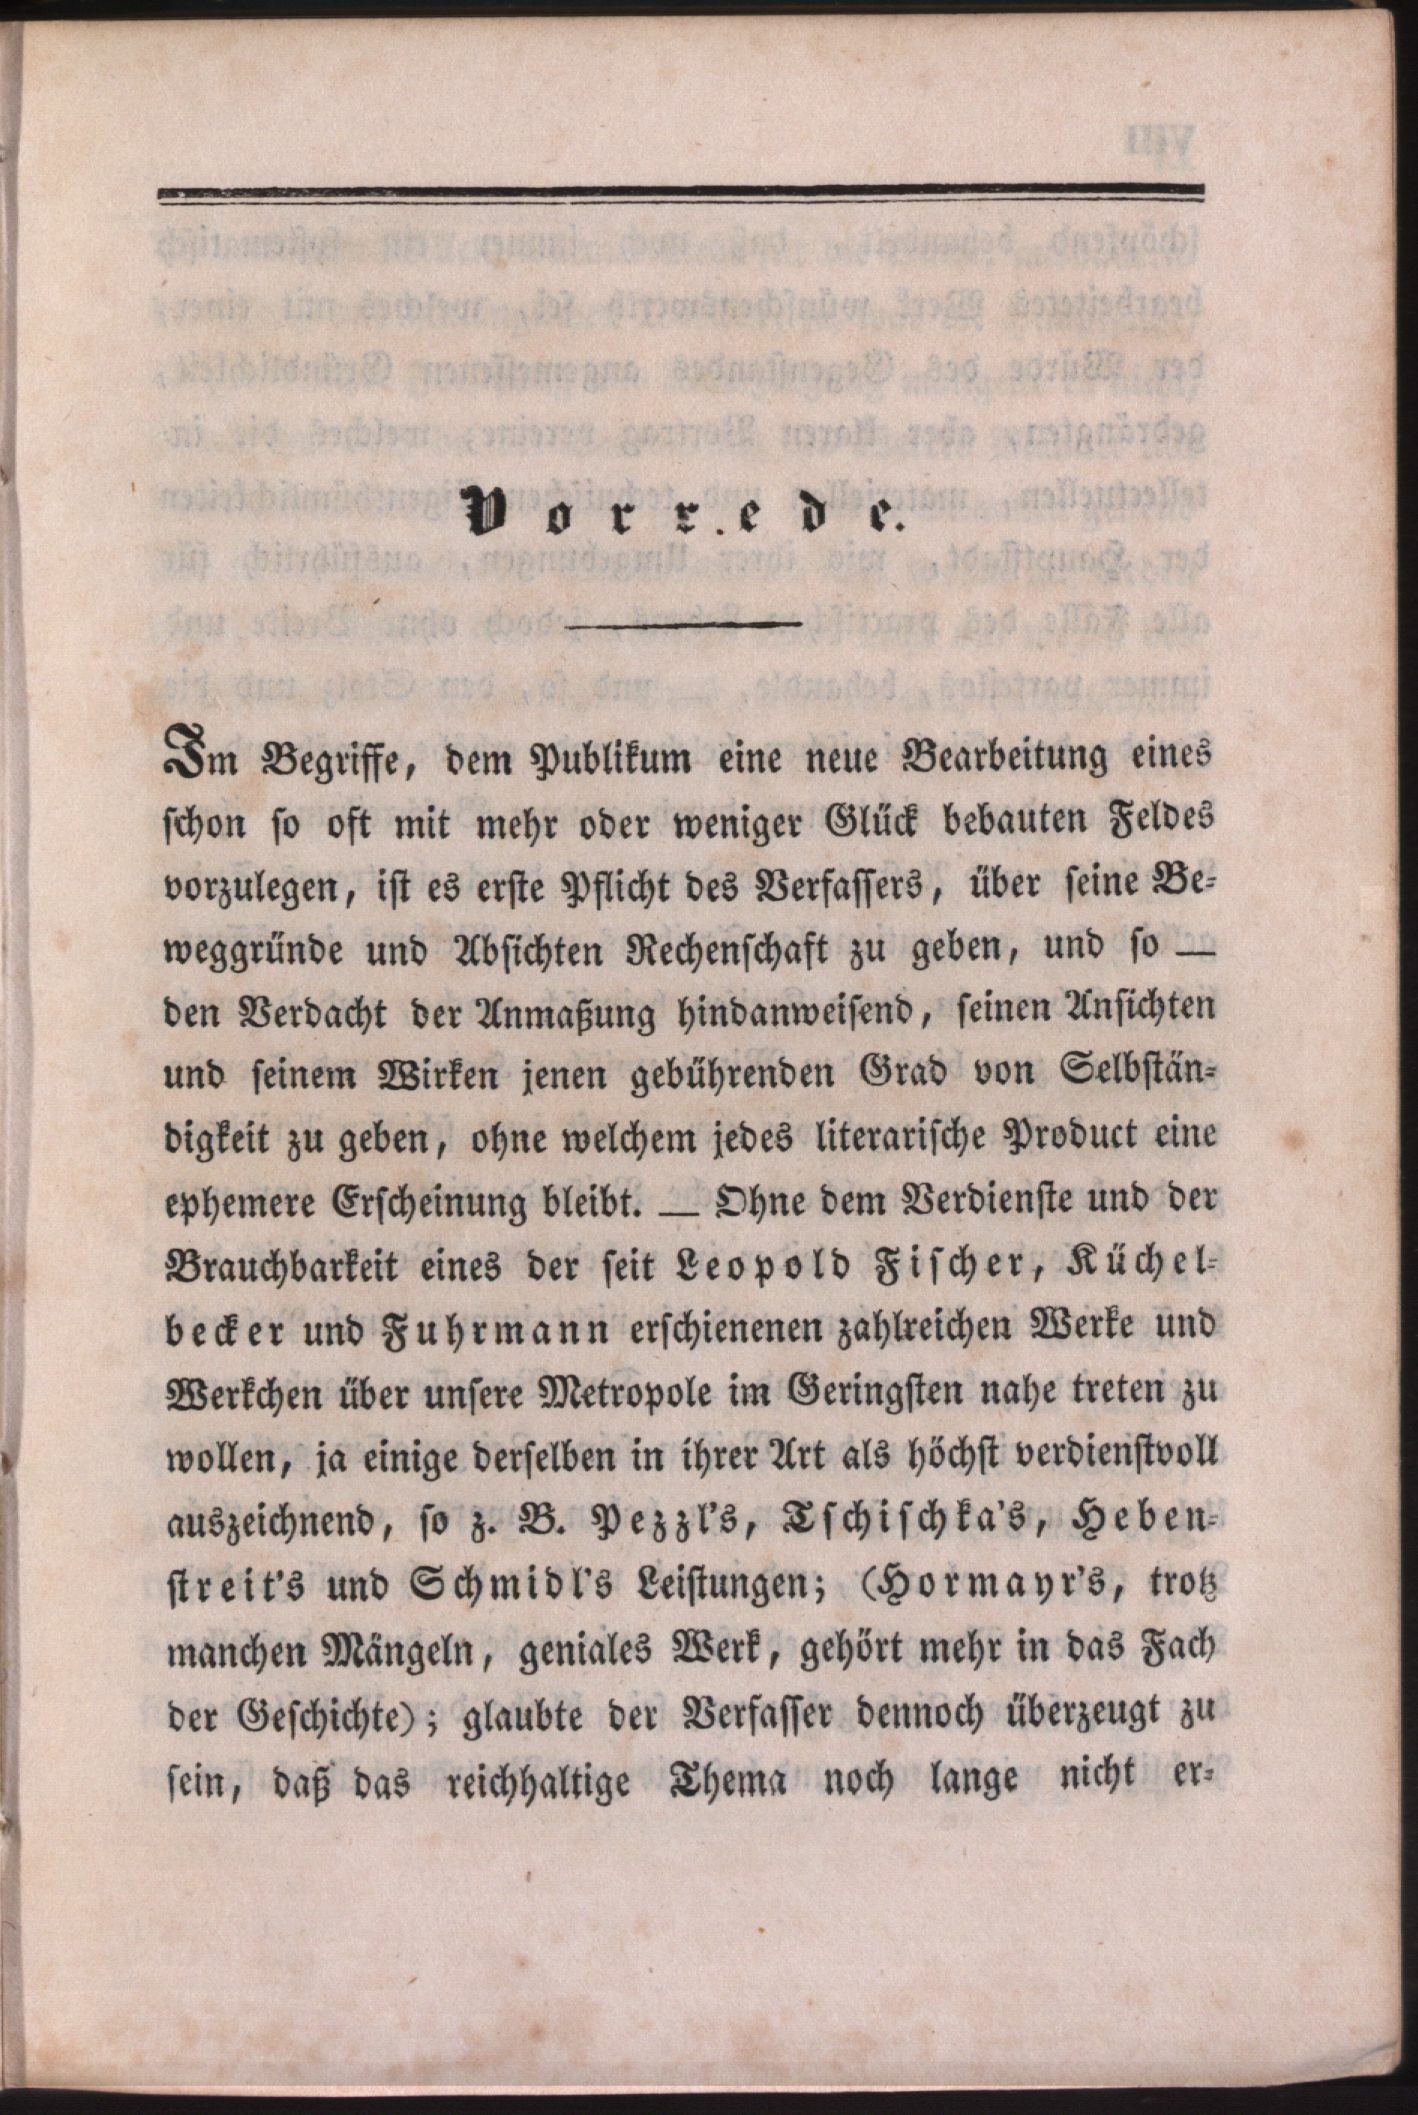 Vorrede.
Im Begriffe, dem Publikum eine neue Bearbeitung eines
schon so oft mit mehr oder weniger Glück bebauten Feldes
vorzulegen, ist es erste Pflicht des Verfassers, über seine Be-
weggründe und Absichten Rechenschaft zu geben, und so —
den Verdacht der Anmaßung hindanweisend, seinen Ansichten
und seinem Wirken jenen gebührenden Grad von Selbstän-
digkeit zu geben, ohne welchem jedes literarische Product eine
ephemere Erscheinung bleibt. — Ohne dem Verdienste und der
Brauchbarkeit eines der seit Leopold Fischer, Küchel-
becker und Fuhrmann erschienenen zahlreichen Werke und
Werkchen über unsere Metropole im Geringsten nahe treten zu
wollen, ja einige derselben in ihrer Art als höchst verdienstvoll
auszeichnend, so z. B. Pezzl's, Tschischka's, Heben-
streit's und Schmidl's Leistungen; (Hormayr's, trotz
manchen Mängeln, geniales Werk, gehört mehr in das Fach
der Geschichte); glaubte der Verfasser dennoch überzeugt zu
sein, daß das reichhaltige Thema noch lange nicht er-